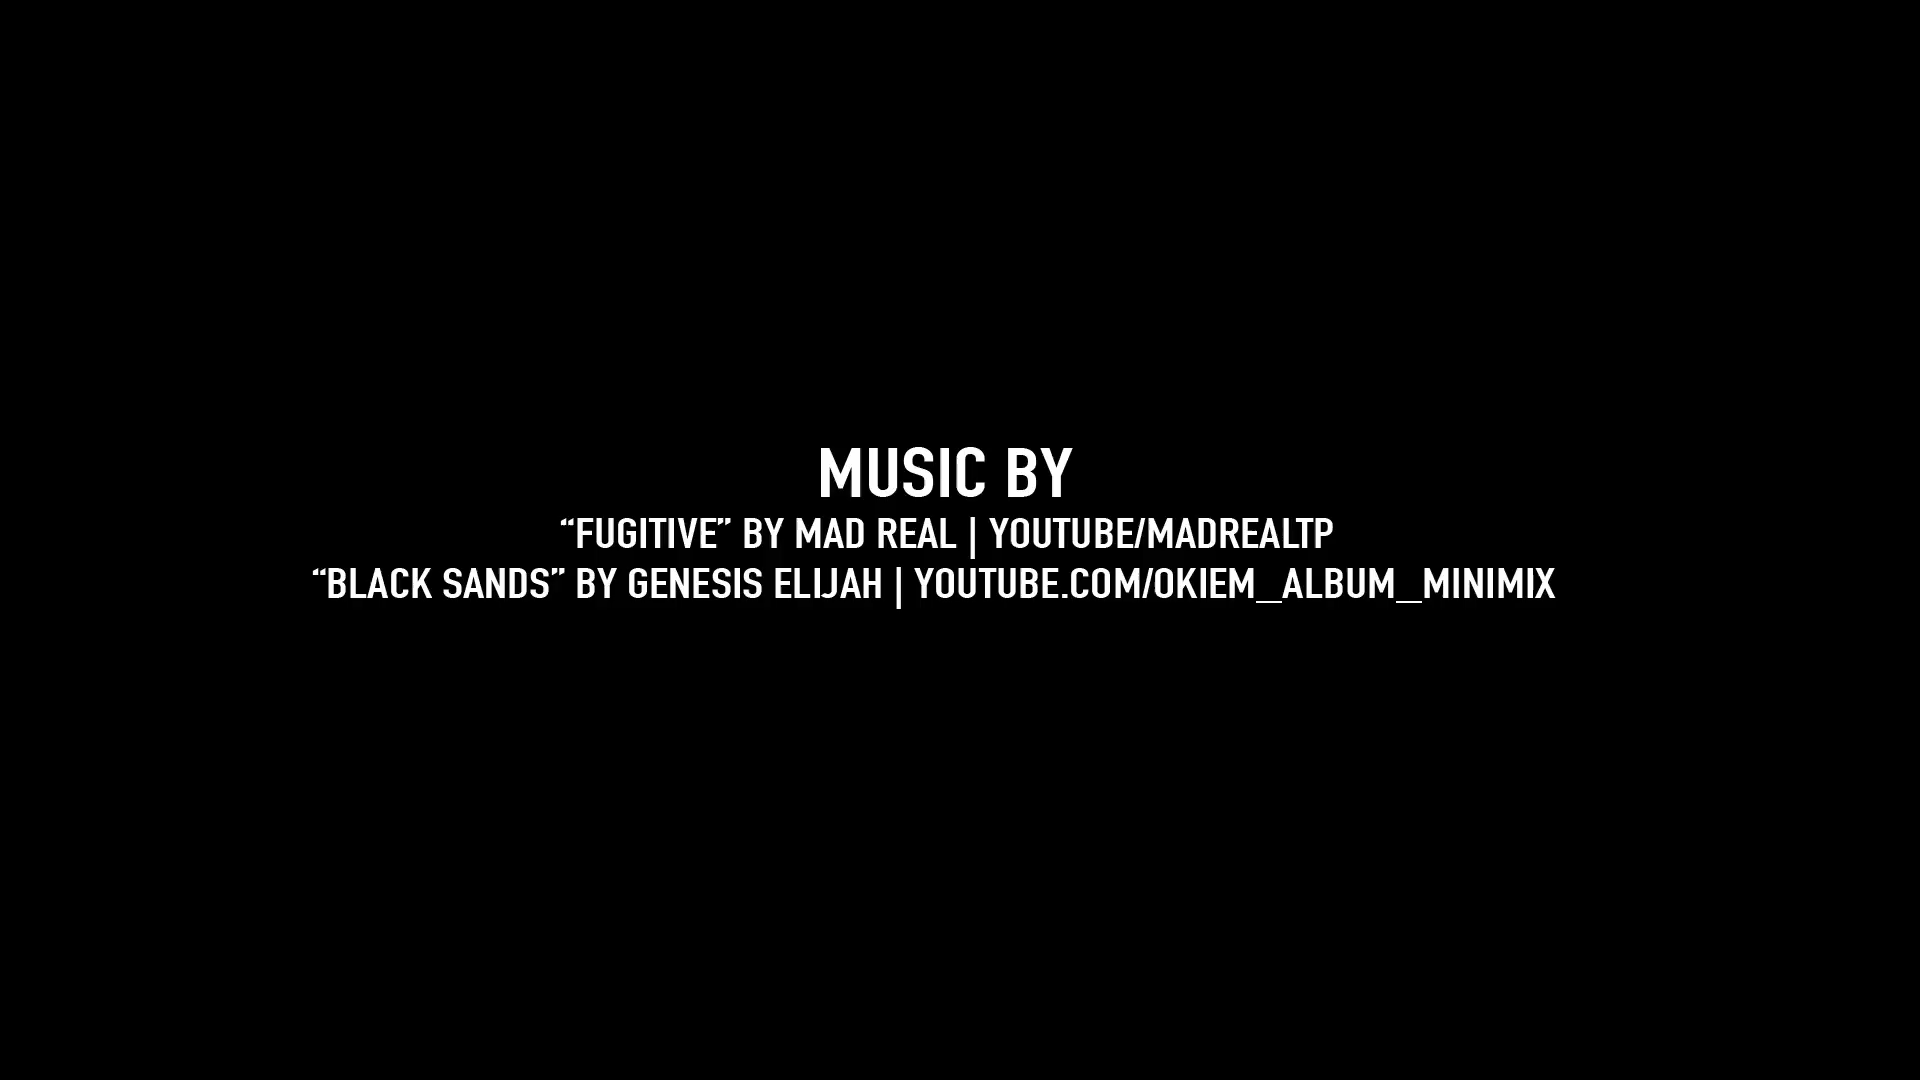 MUSIC BY
“FUGITIVE” BY MAD REAL | YOUTUBE/MADREALTP
“BLACK SANDS” BY GENESIS ELIJAH | YOUTUBE.COM/OKIEM_ALBUM_MINIMIX